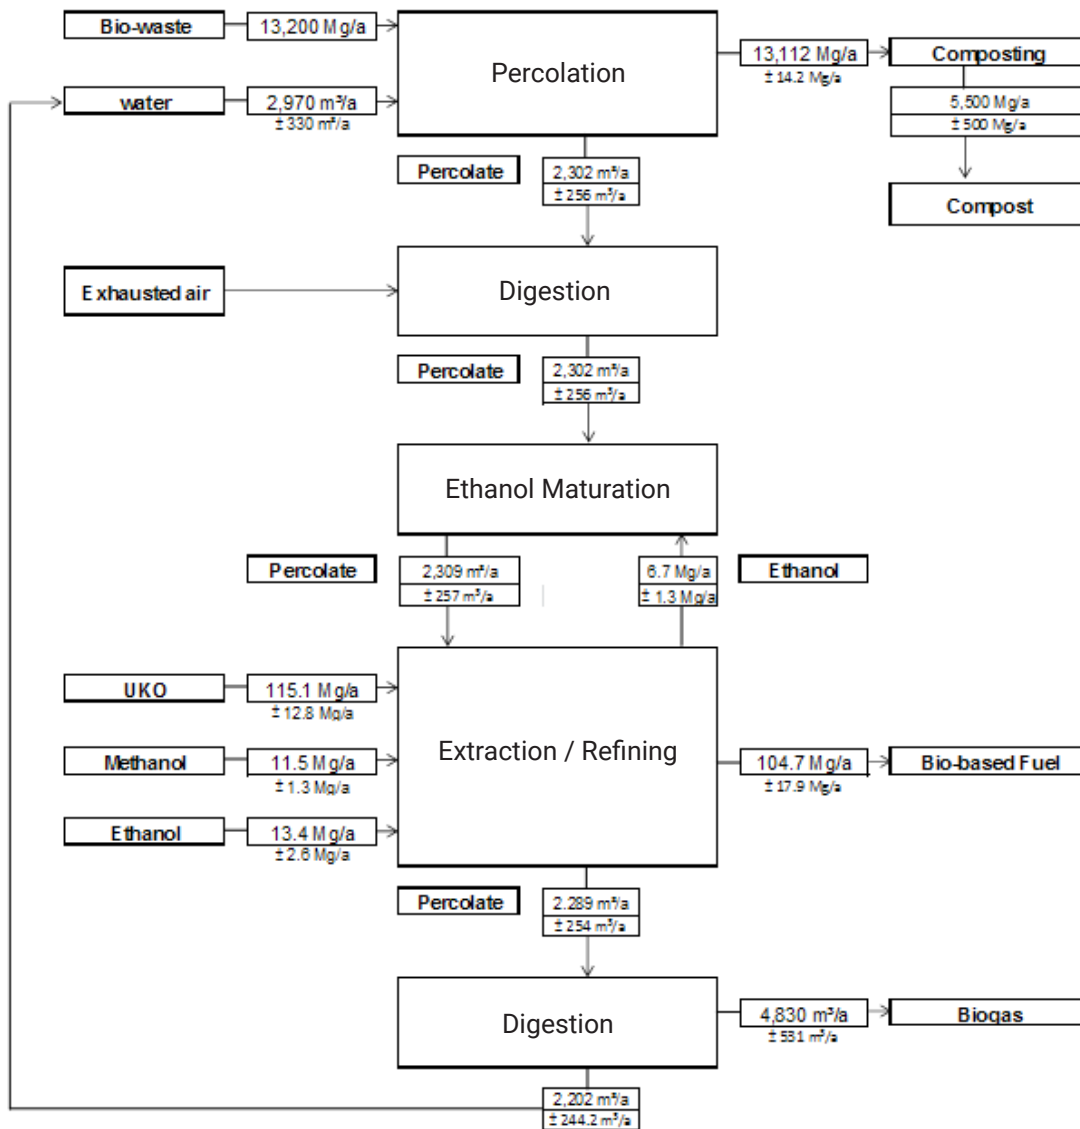 Bio-waste
13,200 Mg/a
Percolation
13,112 Mg/a
± 14.2 Mg/a
Composting
5,500 Mg/a
± 500 Mg/a
Compost
water
2,970 m³/a
± 330 m³/a
Percolate
2,302 m³/a
± 256 m³/a
Exhausted air
Digestion
Percolate
2,302 m³/a
± 256 m³/a
Ethanol Maturation
Percolate
2,309 m³/a
± 257 m³/a
6.7 Mg/a
± 1.3 Mg/a
Ethanol
UKO
115.1 Mg/a
± 12.8 Mg/a
Methanol
11.5 Mg/a
± 1.3 Mg/a
Ethanol
13.4 Mg/a
± 2.6 Mg/a
Extraction / Refining
104.7 Mg/a
± 17.9 Mg/a
Bio-based Fuel
Percolate
2.289 m³/a
± 254 m³/a
Digestion
4,830 m³/a
± 531 m³/a
Biogas
2,202 m³/a
± 244.2 m³/a